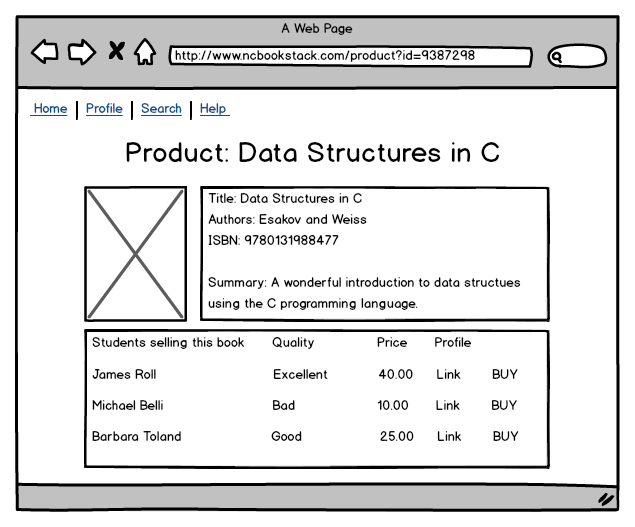 A Web Page
http://www.ncbookstack.com/product?id=9387298
Home | Profile | Search | Help
Product: Data Structures in C
Title: Data Structures in C
Authors: Esakov and Weiss
ISBN: 9780131988477
Summary: A wonderful introduction to data structues
using the C programming language.
Students selling this book Quality Price Profile
James Roll Excellent 40.00 Link BUY
Michael Belli Bad 10.00 Link BUY
Barbara Toland Good 25.00 Link BUY